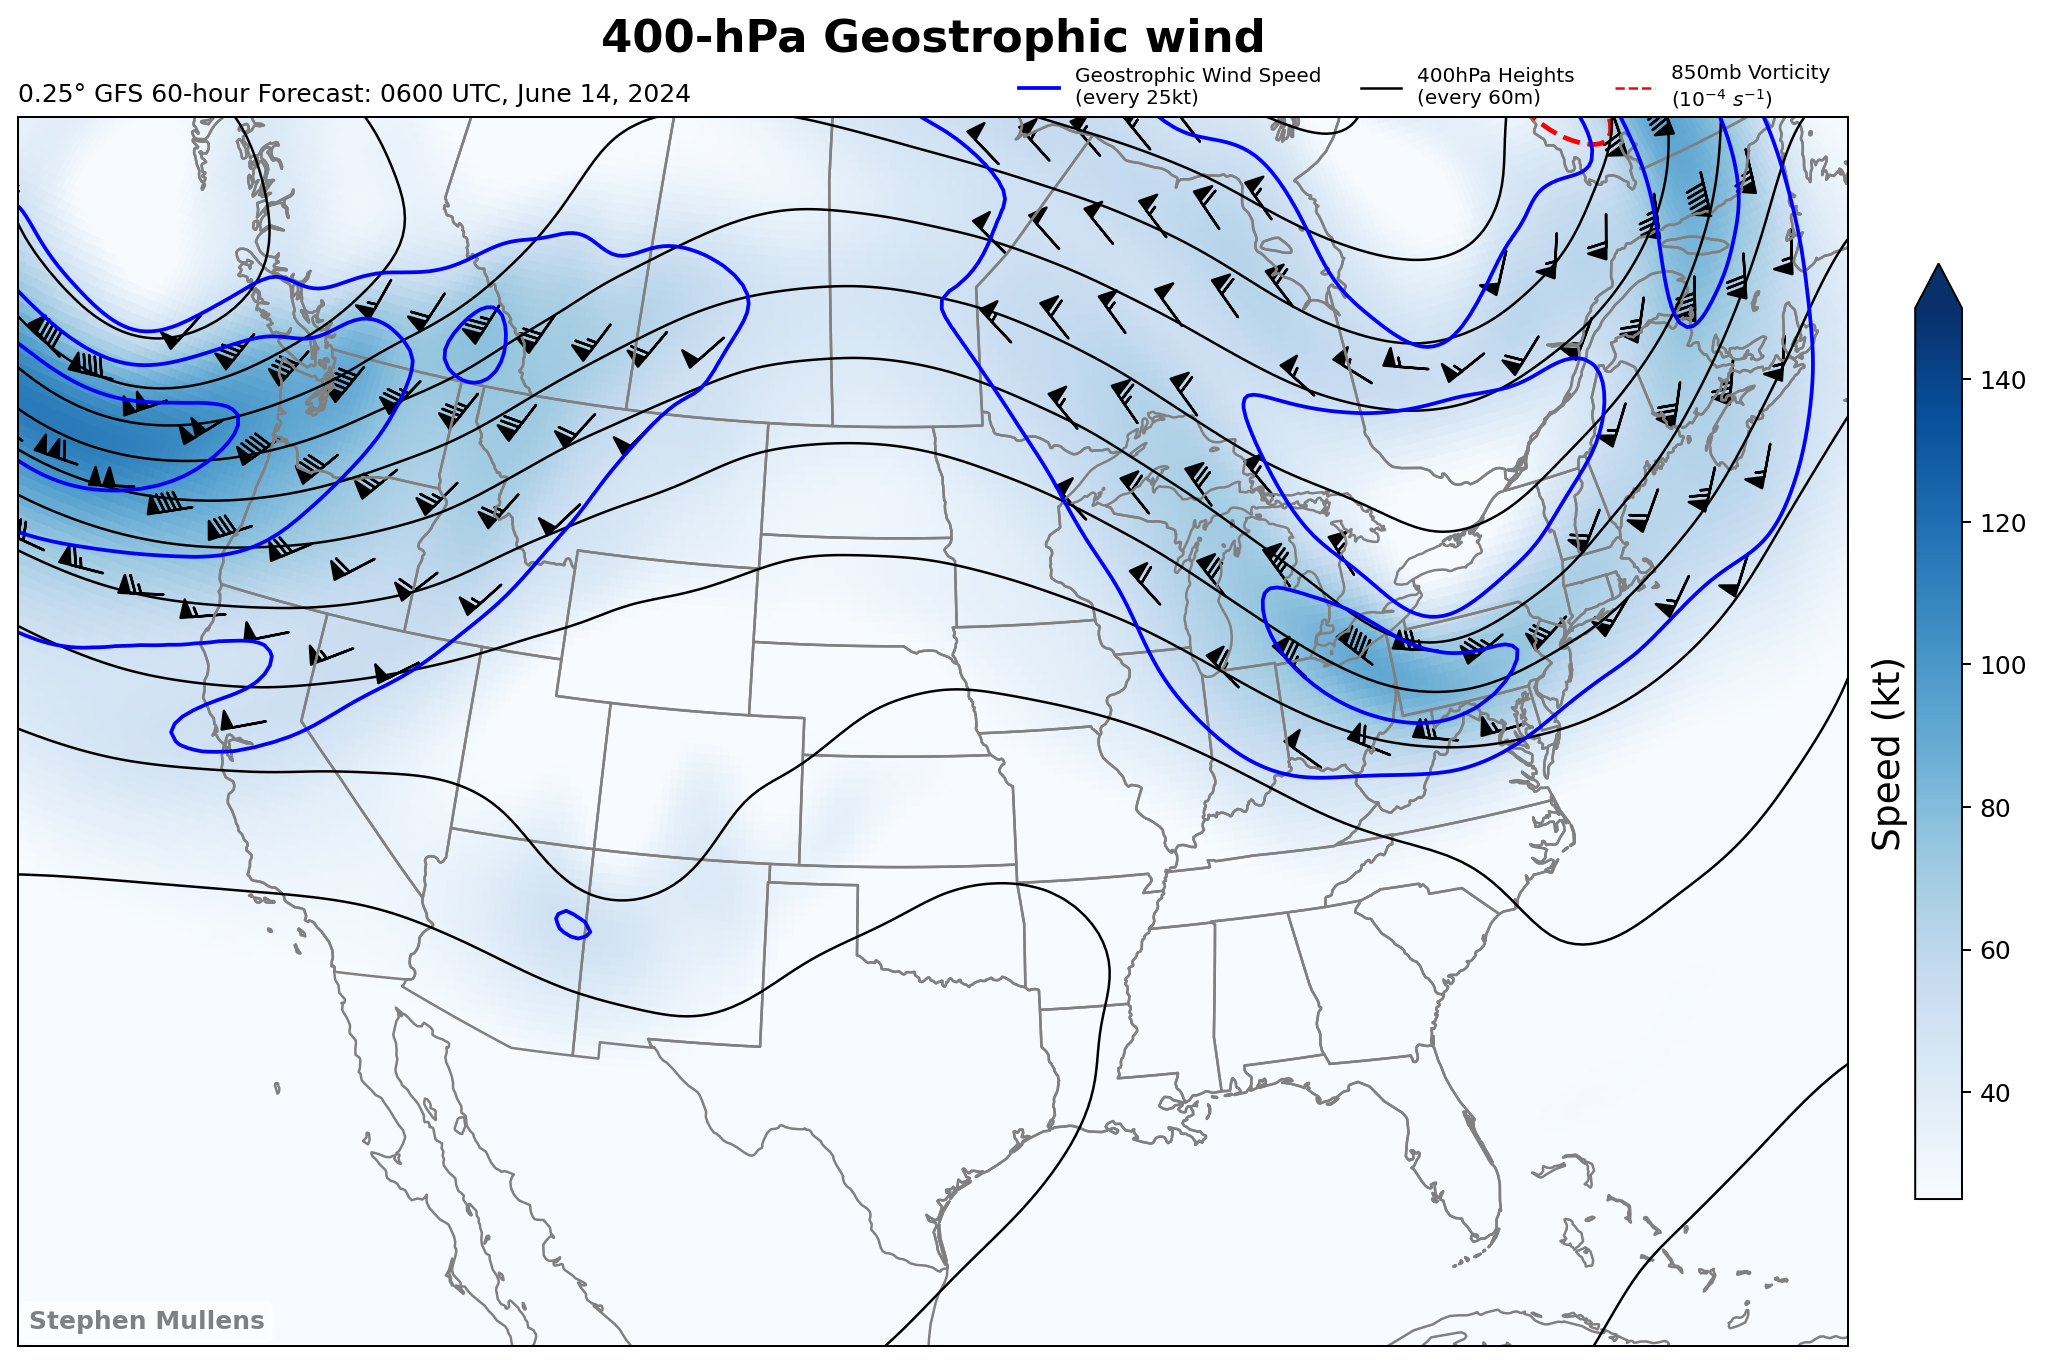 400-hPa Geostrophic wind
0.25° GFS 60-hour Forecast: 0600 UTC, June 14, 2024
Geostrophic Wind Speed
(every 25kt)
400hPa Heights
(every 60m)
850mb Vorticity
(10⁻⁴ s⁻¹)
140
120
100
80
60
40
Speed (kt)
Stephen Mullens